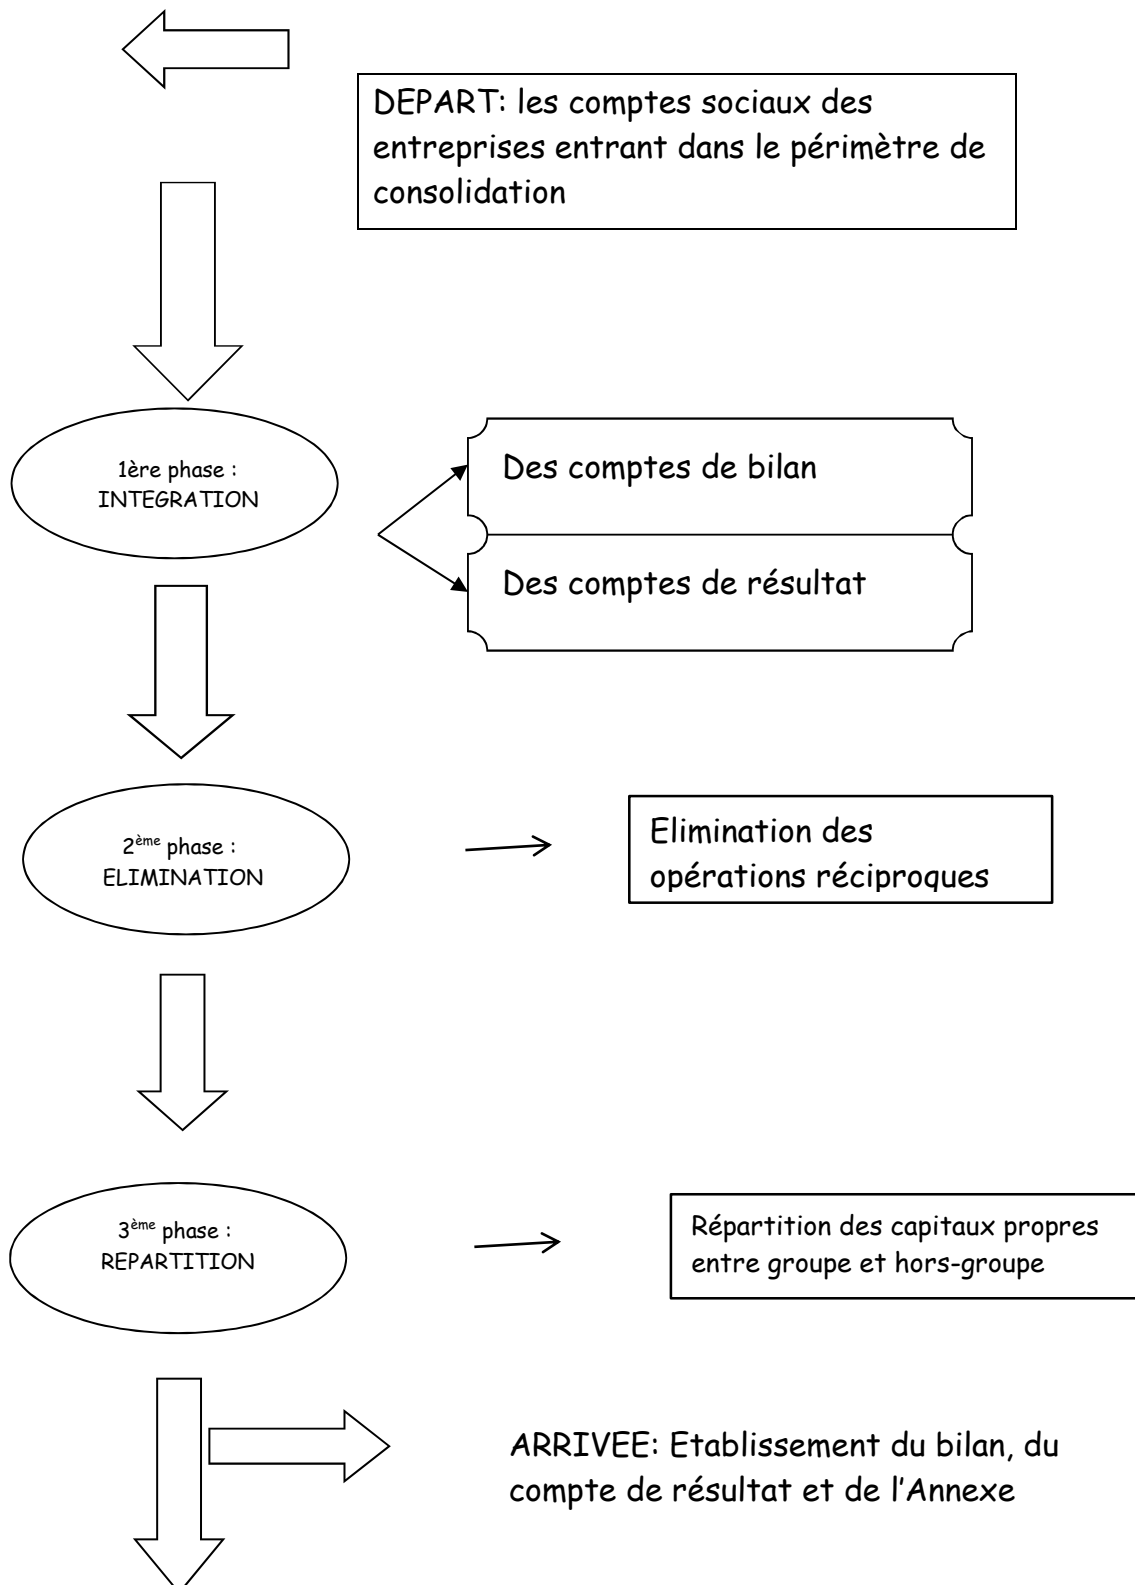 DEPART: les comptes sociaux des
entreprises entrant dans le périmètre de
consolidation
1ère phase :
INTEGRATION
Des comptes de bilan
Des comptes de résultat
2ème phase :
ELIMINATION
Elimination des
opérations réciproques
3ème phase :
REPARTITION
Répartition des capitaux propres
entre groupe et hors-groupe
ARRIVEE: Etablissement du bilan, du
compte de résultat et de l’Annexe